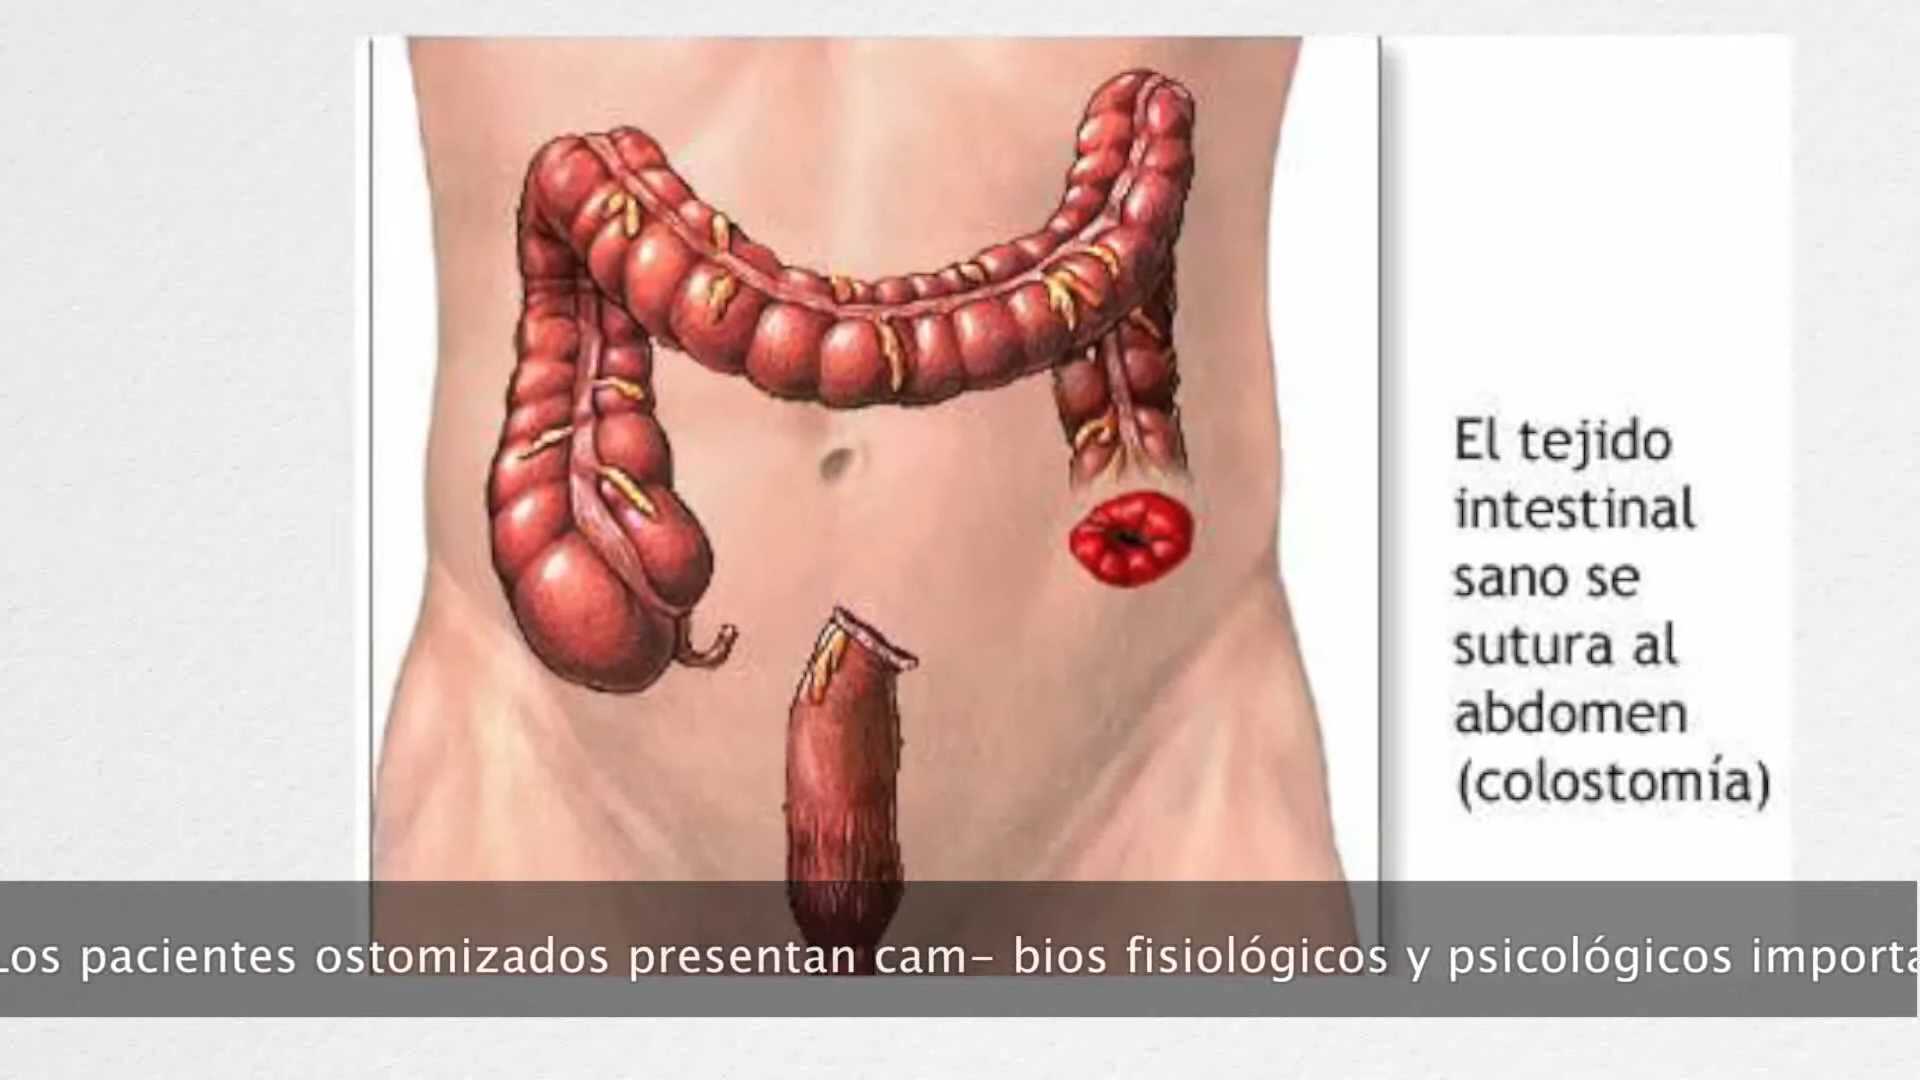 El tejido
intestinal
sano se
sutura al
abdomen
(colostomía)
Los pacientes ostomizados presentan cam- bios fisiológicos y psicológicos importa